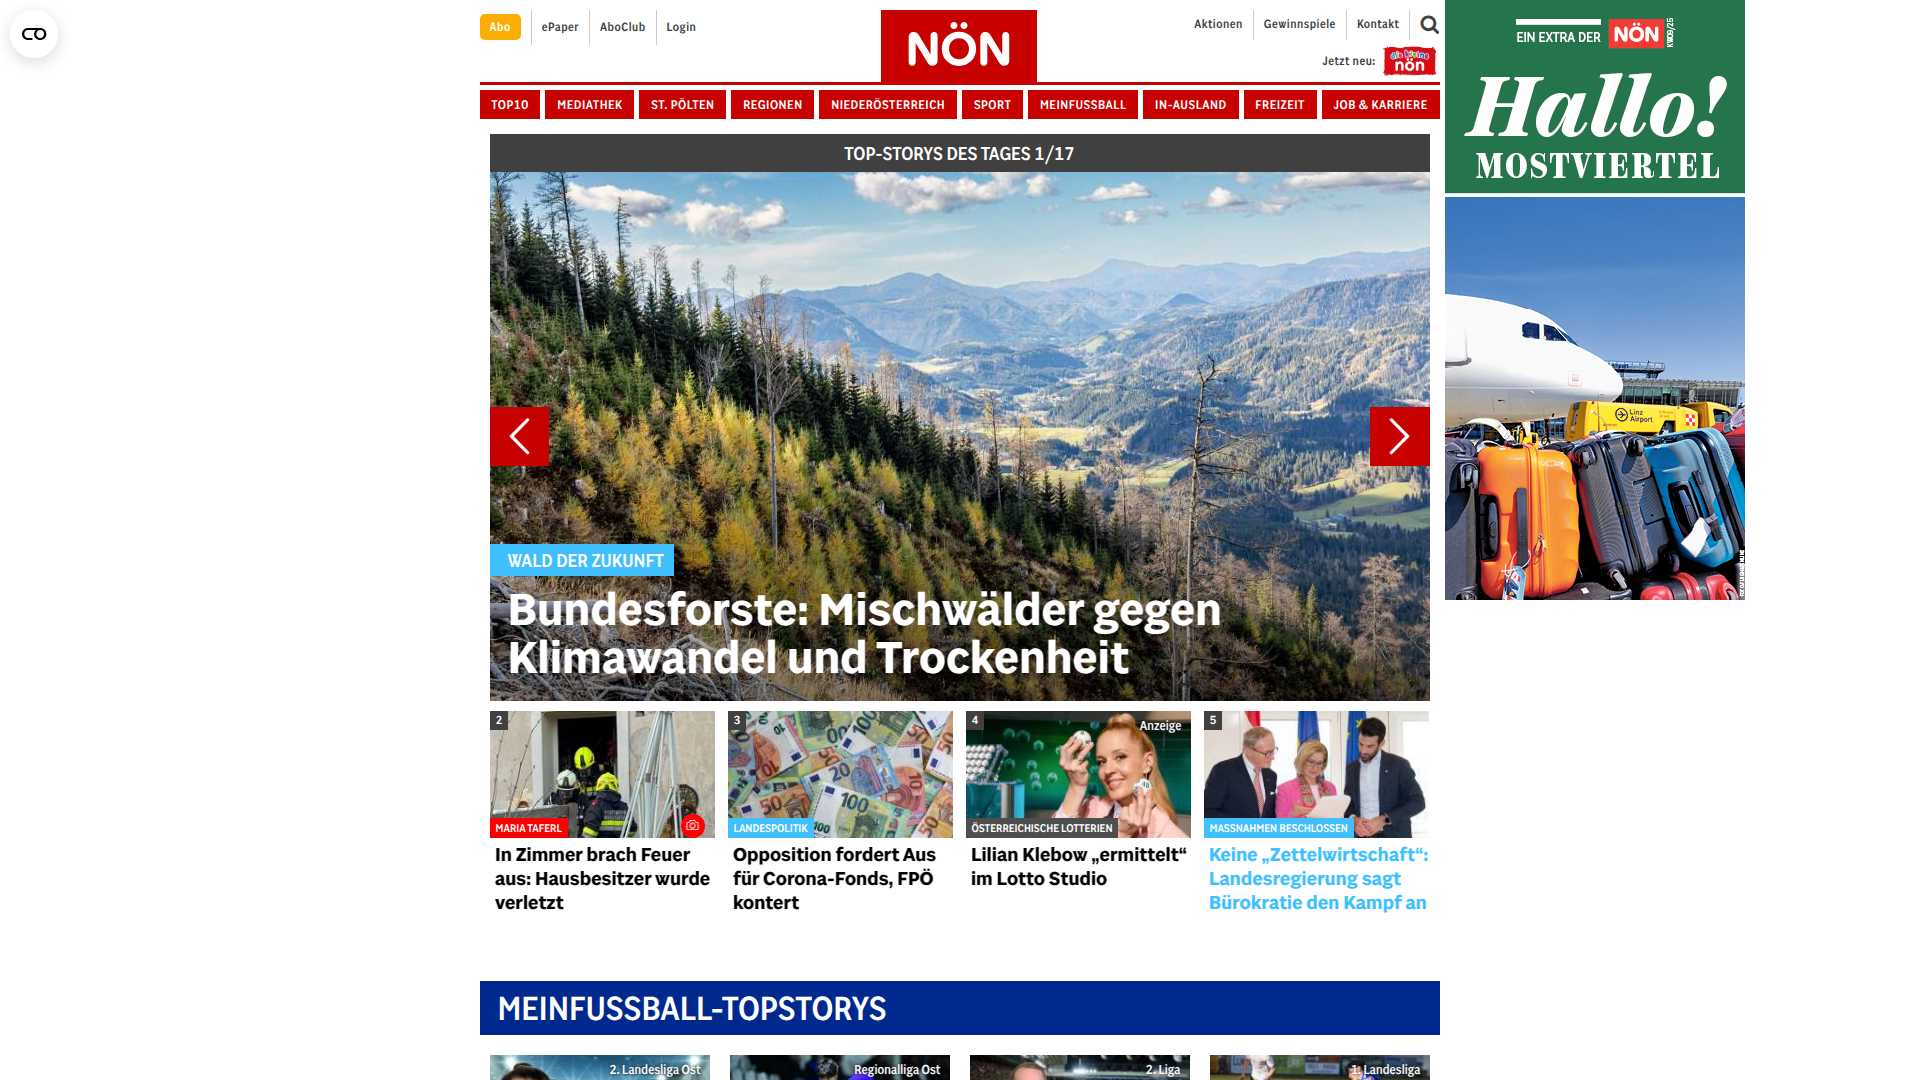 Abo
ePaper
AboClub
Login
NÖN
Aktionen
Gewinnspiele
Kontakt
Jetzt neu:
die kleine
nön
TOP10
MEDIATHEK
ST. PÖLTEN
REGIONEN
NIEDERÖSTERREICH
SPORT
MEINFUSSBALL
IN-AUSLAND
FREIZEIT
JOB & KARRIERE
EIN EXTRA DER NÖN KW09/25
Hallo!
MOSTVIERTEL
Linz
Airport
TOP-STORYS DES TAGES 1/17
WALD DER ZUKUNFT
Bundesforste: Mischwälder gegen
Klimawandel und Trockenheit
2
MARIA TAFERL
In Zimmer brach Feuer
aus: Hausbesitzer wurde
verletzt
3
LANDESPOLITIK
Opposition fordert Aus
für Corona-Fonds, FPÖ
kontert
4
Anzeige
ÖSTERREICHISCHE LOTTERIEN
Lilian Klebow „ermittelt“
im Lotto Studio
5
MASSNAHMEN BESCHLOSSEN
Keine „Zettelwirtschaft“:
Landesregierung sagt
Bürokratie den Kampf an
MEINFUSSBALL-TOPSTORYS
2. Landesliga Ost
Regionalliga Ost
2. Liga
1. Landesliga